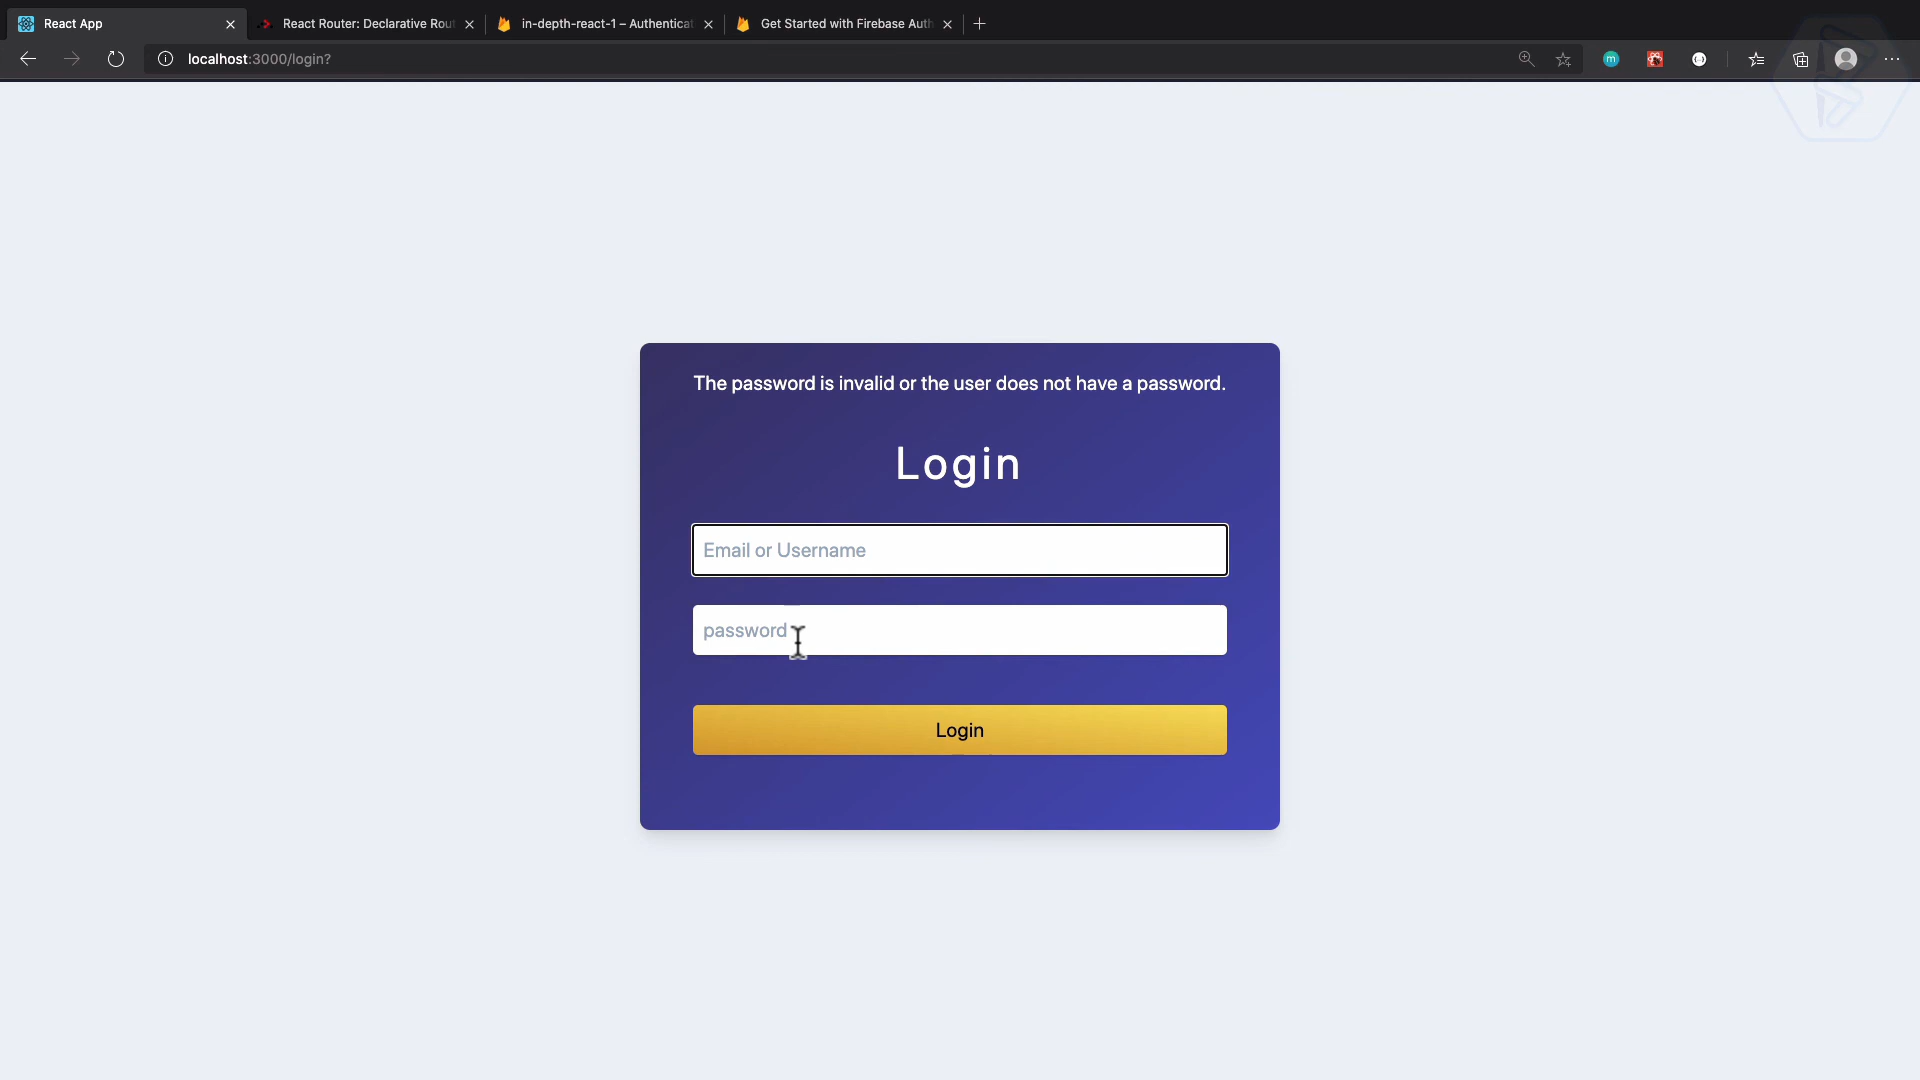 React App
React Router: Declarative Rout
in-depth-react-1 – Authenticat
Get Started with Firebase Auth
localhost:3000/login?
m
The password is invalid or the user does not have a password.
Login
Email or Username
password
Login